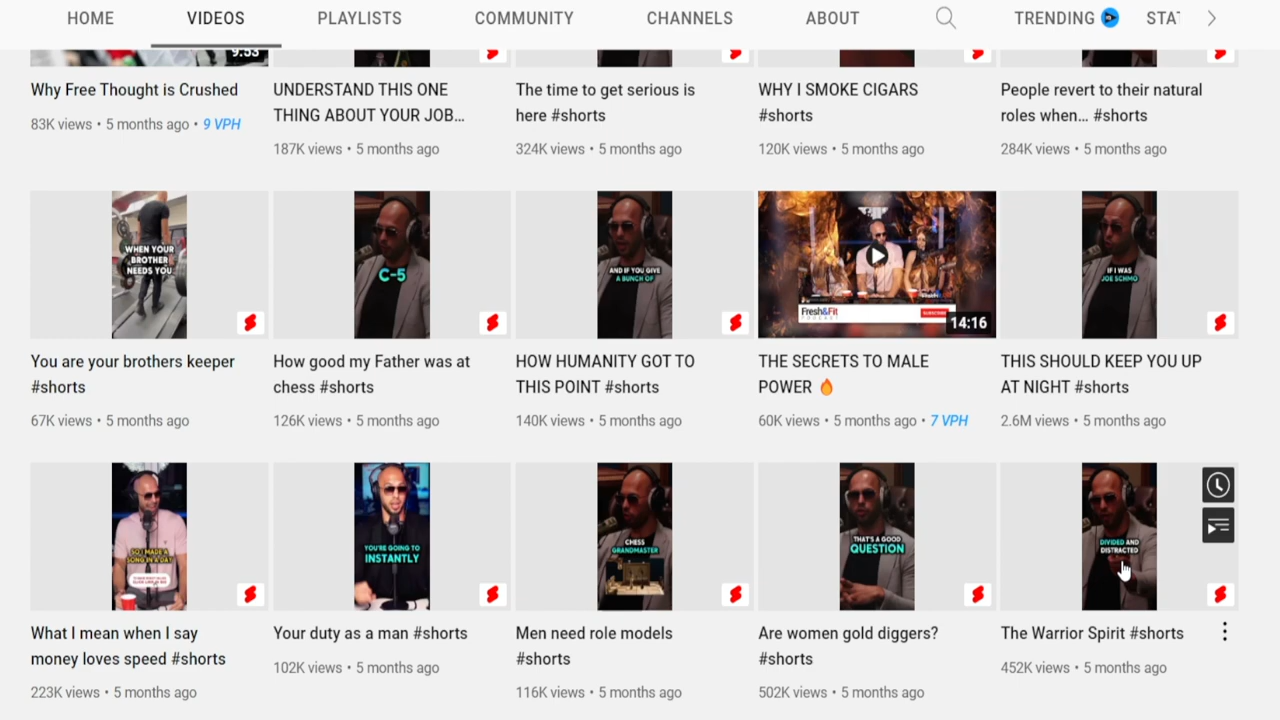 HOME VIDEOS PLAYLISTS COMMUNITY CHANNELS ABOUT TRENDING STAT
9:53
Why Free Thought is Crushed
83K views • 5 months ago • 9 VPH
UNDERSTAND THIS ONE
THING ABOUT YOUR JOB...
187K views • 5 months ago
The time to get serious is
here #shorts
324K views • 5 months ago
WHY I SMOKE CIGARS
#shorts
120K views • 5 months ago
People revert to their natural
roles when... #shorts
284K views • 5 months ago
WHEN YOUR
BROTHER
NEEDS YOU
You are your brothers keeper
#shorts
67K views • 5 months ago
C-5
How good my Father was at
chess #shorts
126K views • 5 months ago
AND IF YOU GIVE
A BUNCH OF
HOW HUMANITY GOT TO
THIS POINT #shorts
140K views • 5 months ago
Fresh&Fit
PODCAST
SUBSCRIBE
14:16
THE SECRETS TO MALE
POWER 🔥
60K views • 5 months ago • 7 VPH
IF I WAS
JOE SCHMO
THIS SHOULD KEEP YOU UP
AT NIGHT #shorts
2.6M views • 5 months ago
SO I MADE A
SONG IN A DAY
What I mean when I say
money loves speed #shorts
223K views • 5 months ago
YOU'RE GOING TO
INSTANTLY
Your duty as a man #shorts
102K views • 5 months ago
CHESS
GRANDMASTER
Men need role models
#shorts
116K views • 5 months ago
THAT'S A GOOD
QUESTION
Are women gold diggers?
#shorts
502K views • 5 months ago
DIVIDED AND
DISTRACTED
The Warrior Spirit #shorts
452K views • 5 months ago